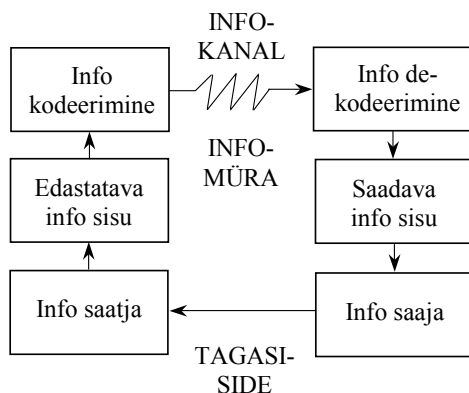 INFO-
KANAL
Info
kodeerimine
Info de-
kodeerimine
INFO-
MÜRA
Edastatava
info sisu
Saadava
info sisu
Info saatja
Info saaja
TAGASI-
SIDE